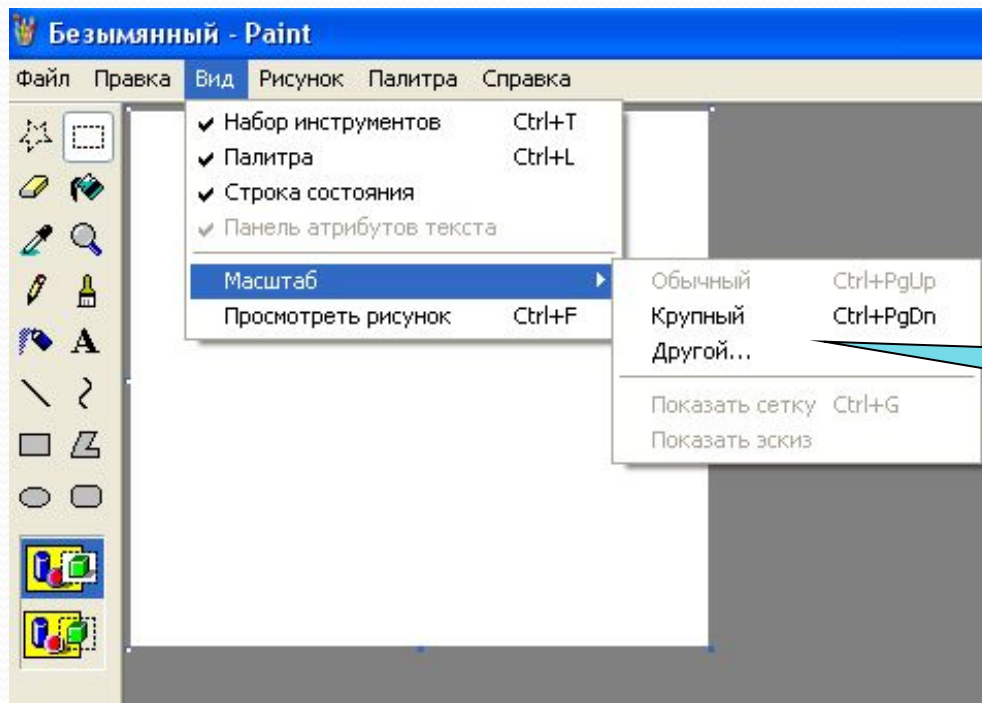 Безымянный - Paint
Файл Правка Вид Рисунок Палитра Справка
Набор инструментов Ctrl+T
Палитра Ctrl+L
Строка состояния
Панель атрибутов текста
Масштаб
Просмотреть рисунок Ctrl+F
Обычный Ctrl+PgUp
Крупный Ctrl+PgDn
Другой...
Показать сетку Ctrl+G
Показать эскиз
A